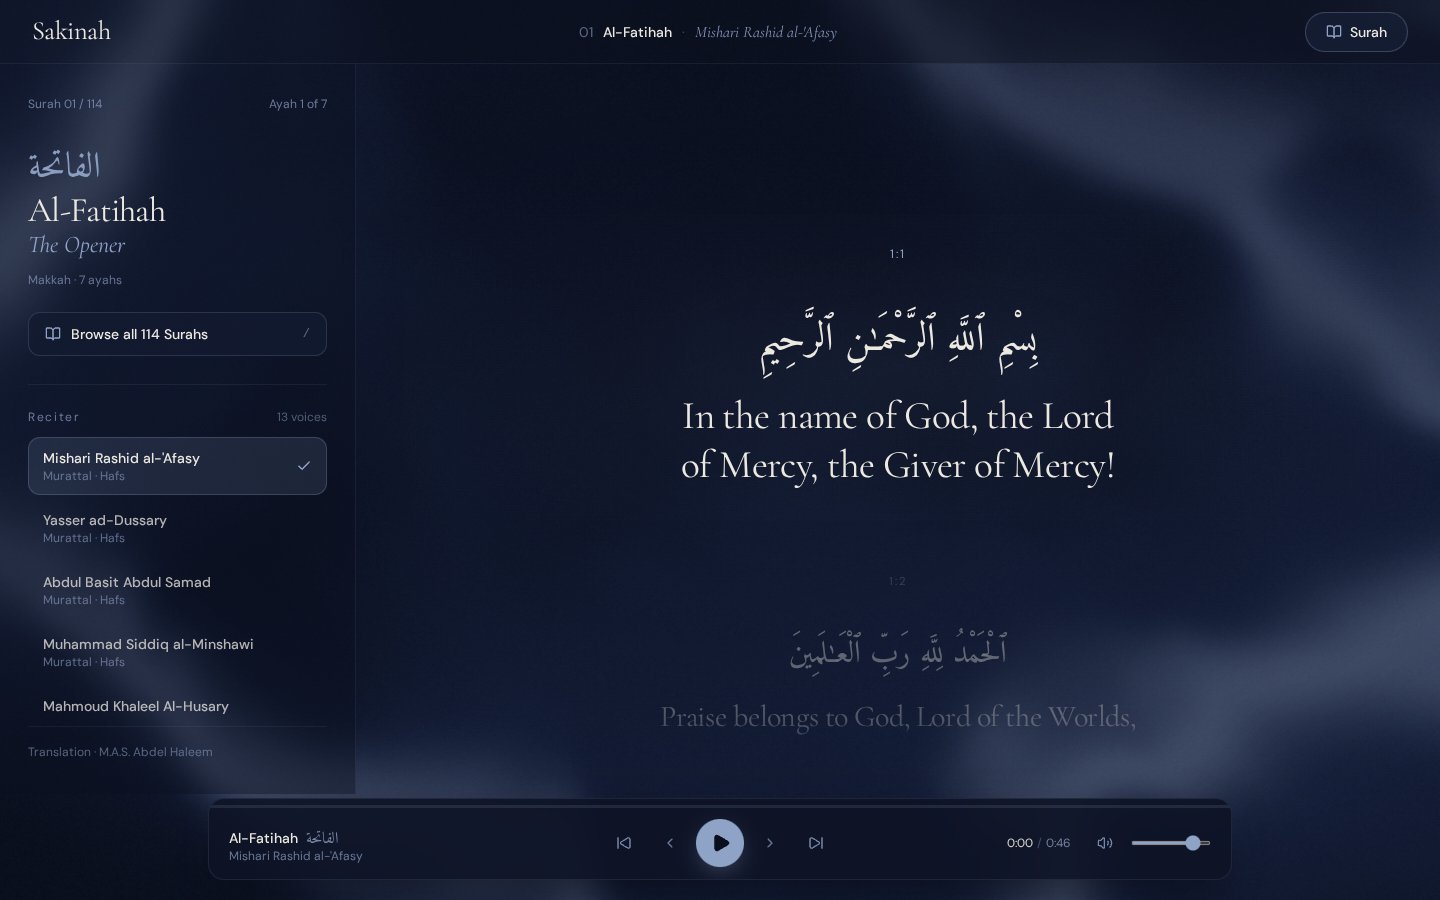 Sakinah
01 Al-Fatihah · Mishari Rashid al-'Afasy
Surah
Surah 01 / 114
Ayah 1 of 7
الفاتحة
Al-Fatihah
The Opener
Makkah · 7 ayahs
Browse all 114 Surahs /
Reciter
13 voices
Mishari Rashid al-'Afasy
Murattal · Hafs
Yasser ad-Dussary
Murattal · Hafs
Abdul Basit Abdul Samad
Murattal · Hafs
Muhammad Siddiq al-Minshawi
Murattal · Hafs
Mahmoud Khaleel Al-Husary
Translation · M.A.S. Abdel Haleem
1:1
بِسْمِ ٱللَّهِ ٱلرَّحْمَـٰنِ ٱلرَّحِيمِ
In the name of God, the Lord
of Mercy, the Giver of Mercy!
1:2
ٱلْحَمْدُ لِلَّهِ رَبِّ ٱلْعَـٰلَمِينَ
Praise belongs to God, Lord of the Worlds,
Al-Fatihah الفاتحة
Mishari Rashid al-'Afasy
0:00 / 0:46